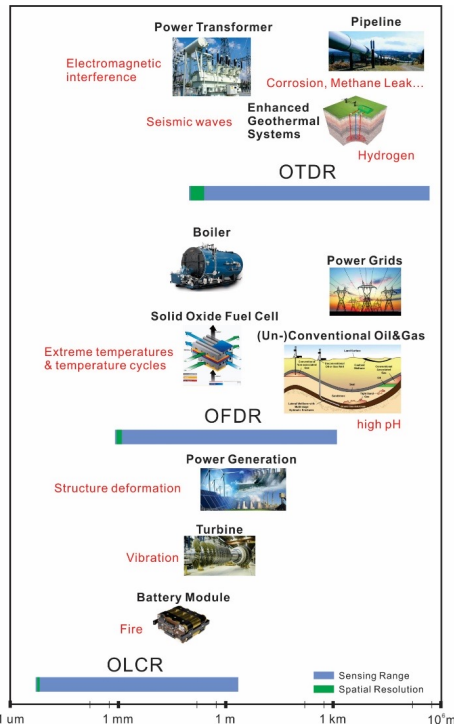 Power Transformer
Pipeline
Electromagnetic
interference
Corrosion, Methane Leak...
Enhanced
Geothermal
Systems
Seismic waves
Hydrogen
OTDR
Boiler
Power Grids
Solid Oxide Fuel Cell
(Un-)Conventional Oil&Gas
Extreme temperatures
& temperature cycles
high pH
OFDR
Power Generation
Structure deformation
Turbine
Vibration
Battery Module
Fire
OLCR
Sensing Range
Spatial Resolution
1 um
1 mm
1 m
1 km
10⁶m